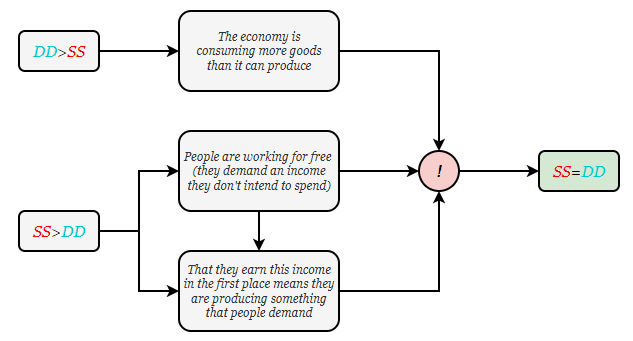 DD>SS
The economy is
consuming more goods
than it can produce
People are working for free
(they demand an income
they don't intend to spend)
!
SS=DD
SS>DD
That they earn this income
in the first place means they
are producing something
that people demand